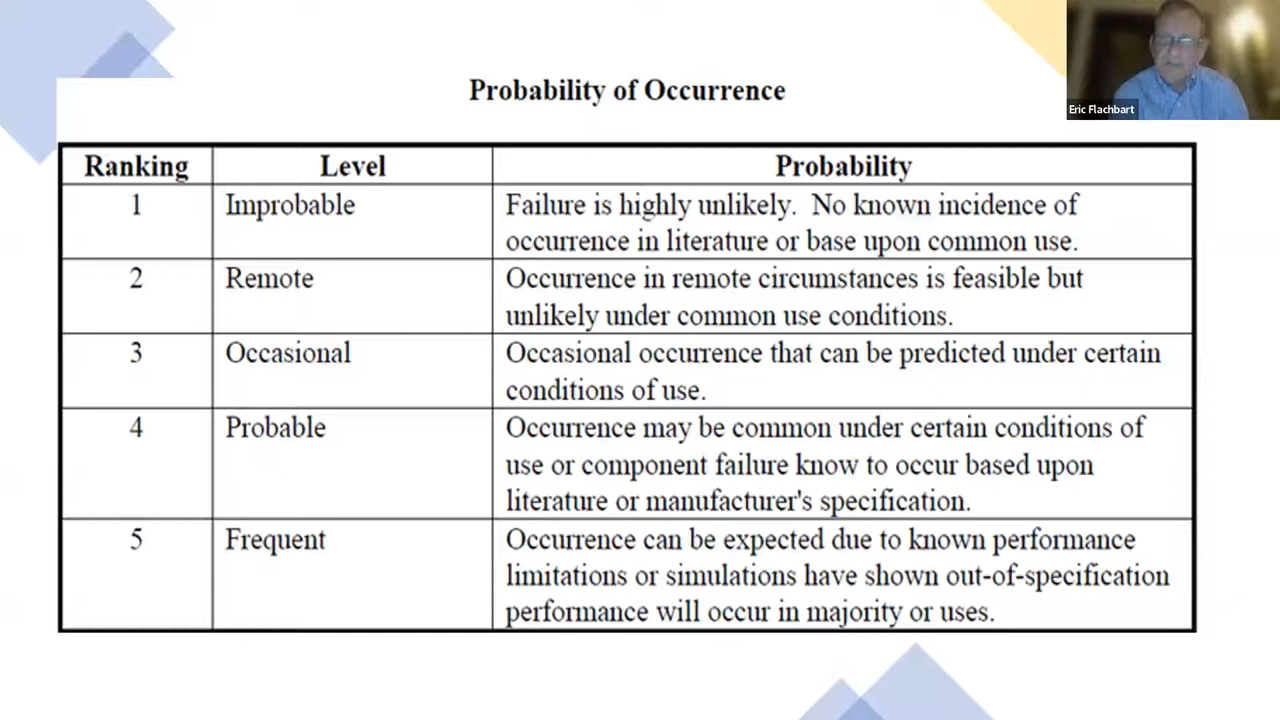 Probability of Occurrence
Eric Flachbart
Ranking Level Probability
1 Improbable Failure is highly unlikely. No known incidence of
occurrence in literature or base upon common use.
2 Remote Occurrence in remote circumstances is feasible but
unlikely under common use conditions.
3 Occasional Occasional occurrence that can be predicted under certain
conditions of use.
4 Probable Occurrence may be common under certain conditions of
use or component failure know to occur based upon
literature or manufacturer's specification.
5 Frequent Occurrence can be expected due to known performance
limitations or simulations have shown out-of-specification
performance will occur in majority or uses.